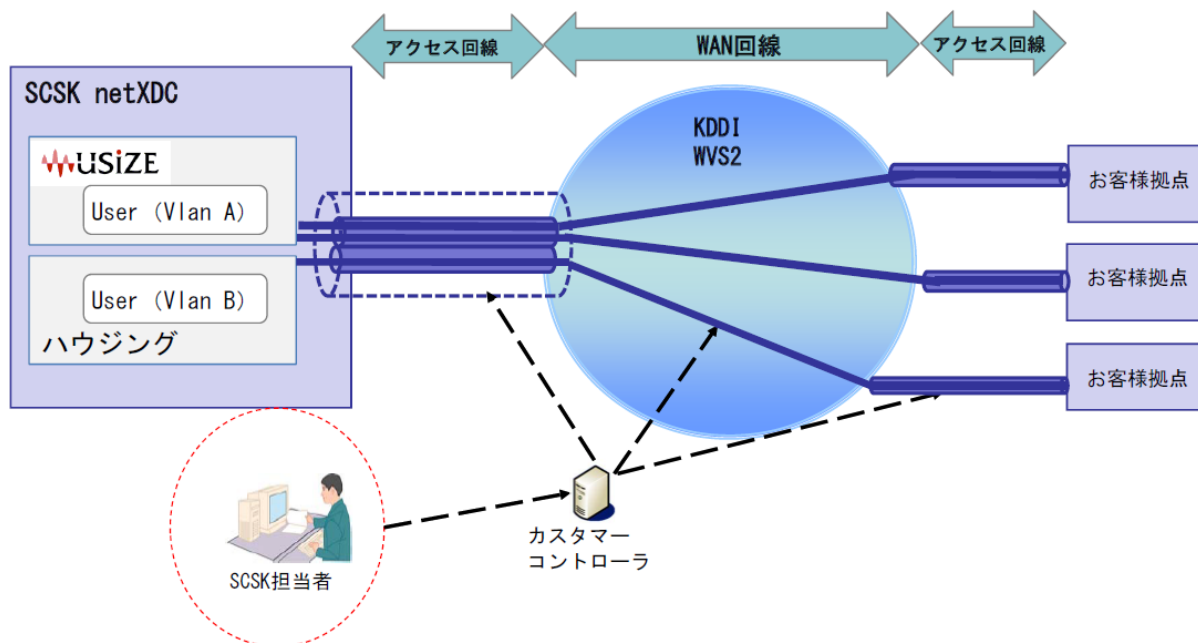 アクセス回線
WAN回線
アクセス回線
SCSK netXDC
USiZE
User (Vlan A)
User (Vlan B)
ハウジング
KDDI
WVS2
お客様拠点
お客様拠点
お客様拠点
カスタマー
コントローラ
SCSK担当者